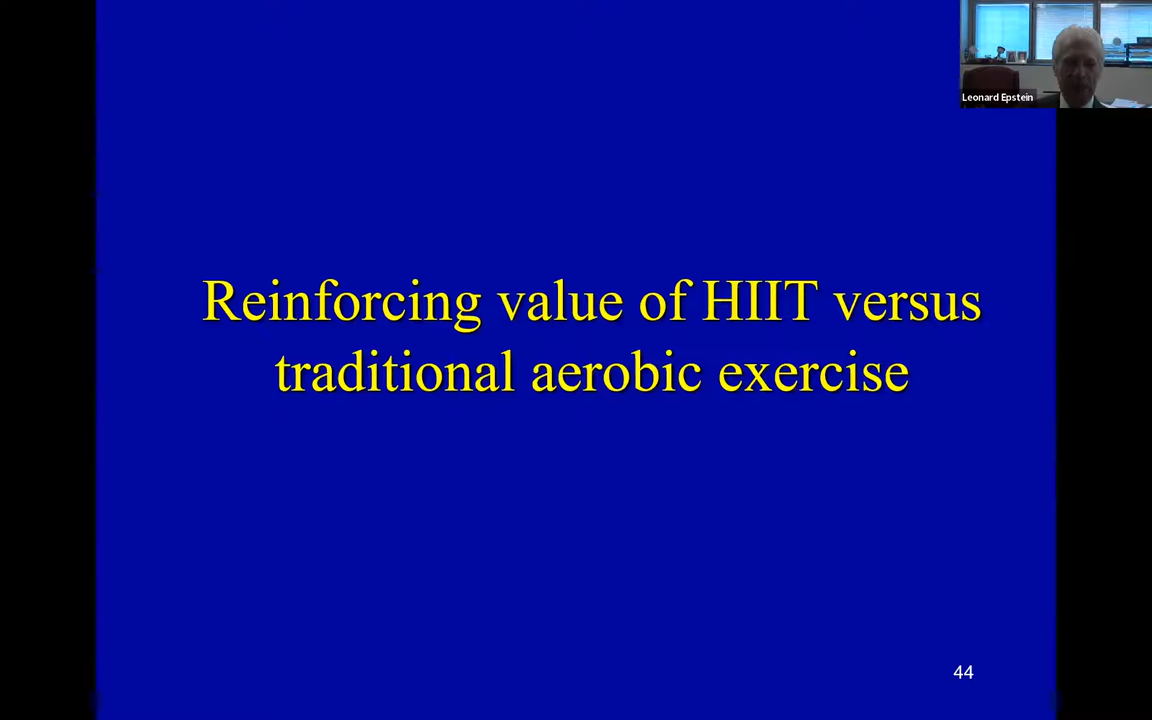 Leonard Epstein
Reinforcing value of HIIT versus
traditional aerobic exercise
44